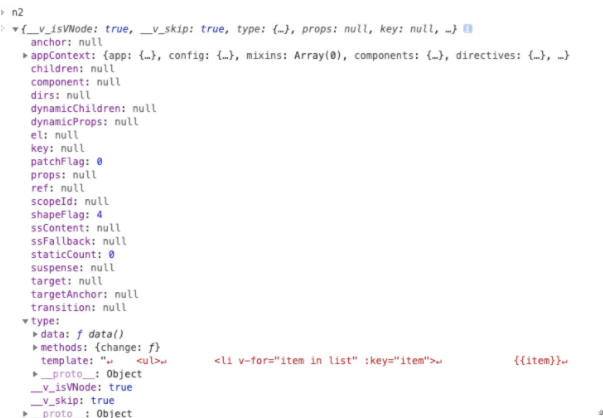 n2
{__v_isVNode: true, __v_skip: true, type: {…}, props: null, key: null, …} i
anchor: null
appContext: {app: {…}, config: {…}, mixins: Array(0), components: {…}, directives: {…}, …}
children: null
component: null
dirs: null
dynamicChildren: null
dynamicProps: null
el: null
key: null
patchFlag: 0
props: null
ref: null
scopeId: null
shapeFlag: 4
ssContent: null
ssFallback: null
staticCount: 0
suspense: null
target: null
targetAnchor: null
transition: null
type:
data: ƒ data()
methods: {change: ƒ}
template: "↵ <ul>↵ <li v-for="item in list" :key="item">↵ {{item}}↵
__proto__: Object
__v_isVNode: true
__v_skip: true
__proto__: Object